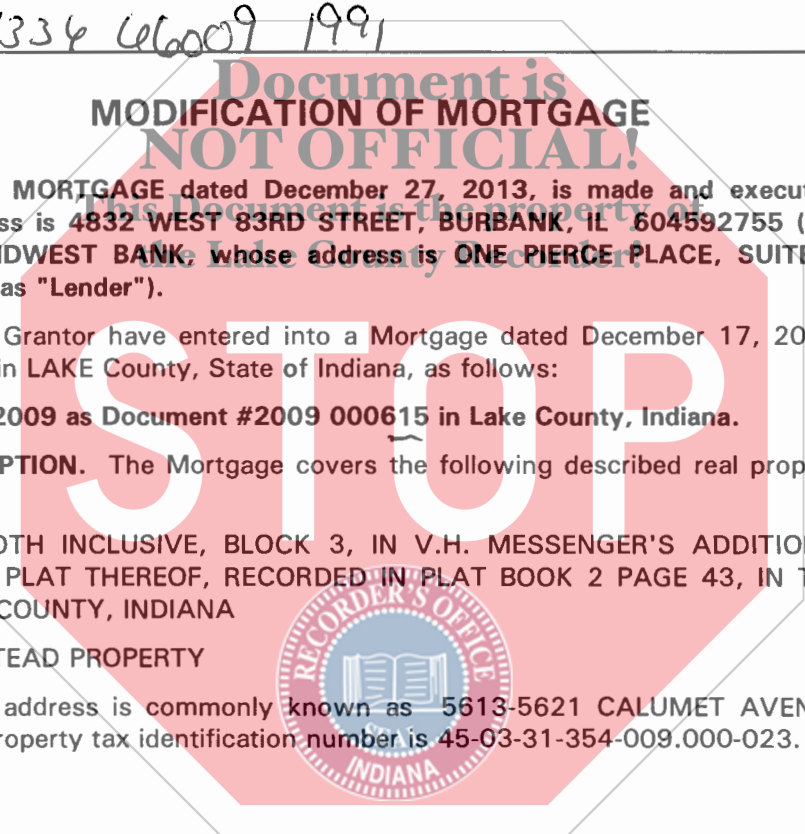 336 46009 1991
Document is
MODIFICATION OF MORTGAGE
NOT OFFICIAL!
MORTGAGE dated December 27, 2013, is made and execut
This Document is the property of
ss is 4832 WEST 83RD STREET, BURBANK, IL 604592755 (
the Lake County Recorder!
IDWEST BANK, whose address is ONE PIERCE PLACE, SUITE
as "Lender").
Grantor have entered into a Mortgage dated December 17, 20
in LAKE County, State of Indiana, as follows:
2009 as Document #2009 000615 in Lake County, Indiana.
STOP
PTION. The Mortgage covers the following described real prop
OTH INCLUSIVE, BLOCK 3, IN V.H. MESSENGER'S ADDITION
PLAT THEREOF, RECORDED IN PLAT BOOK 2 PAGE 43, IN T
COUNTY, INDIANA
RECORDER'S OFFICE
TEAD PROPERTY
address is commonly known as 5613-5621 CALUMET AVEN
roperty tax identification number is 45-03-31-354-009.000-023.
SEAL
INDIANA